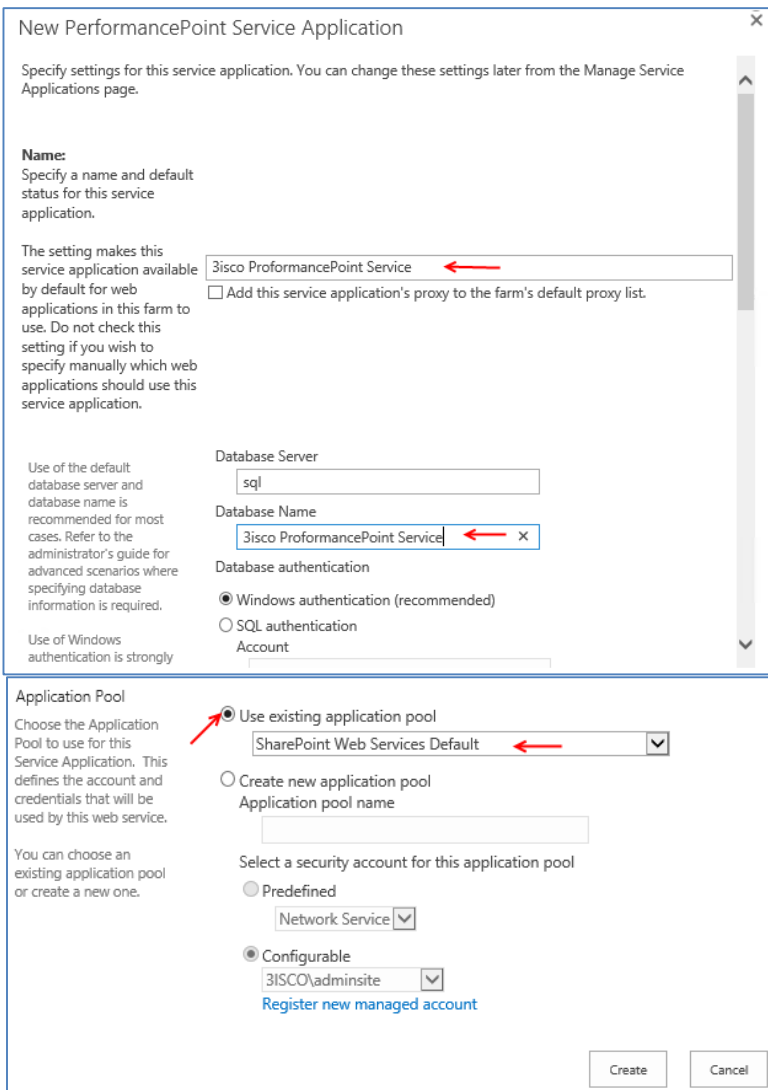 New PerformancePoint Service Application
Specify settings for this service application. You can change these settings later from the Manage Service
Applications page.
Name:
Specify a name and default
status for this service
application.
The setting makes this
service application available
by default for web
applications in this farm to
use. Do not check this
setting if you wish to
specify manually which web
applications should use this
service application.
3isco ProformancePoint Service
Add this service application's proxy to the farm's default proxy list.
Use of the default
database server and
database name is
recommended for most
cases. Refer to the
administrator's guide for
advanced scenarios where
specifying database
information is required.
Use of Windows
authentication is strongly
Database Server
sql
Database Name
3isco ProformancePoint Service
Database authentication
Windows authentication (recommended)
SQL authentication
Account
Application Pool
Choose the Application
Pool to use for this
Service Application. This
defines the account and
credentials that will be
used by this web service.
You can choose an
existing application pool
or create a new one.
Use existing application pool
SharePoint Web Services Default
Create new application pool
Application pool name
Select a security account for this application pool
Predefined
Network Service
Configurable
3ISCO\adminsite
Register new managed account
Create
Cancel